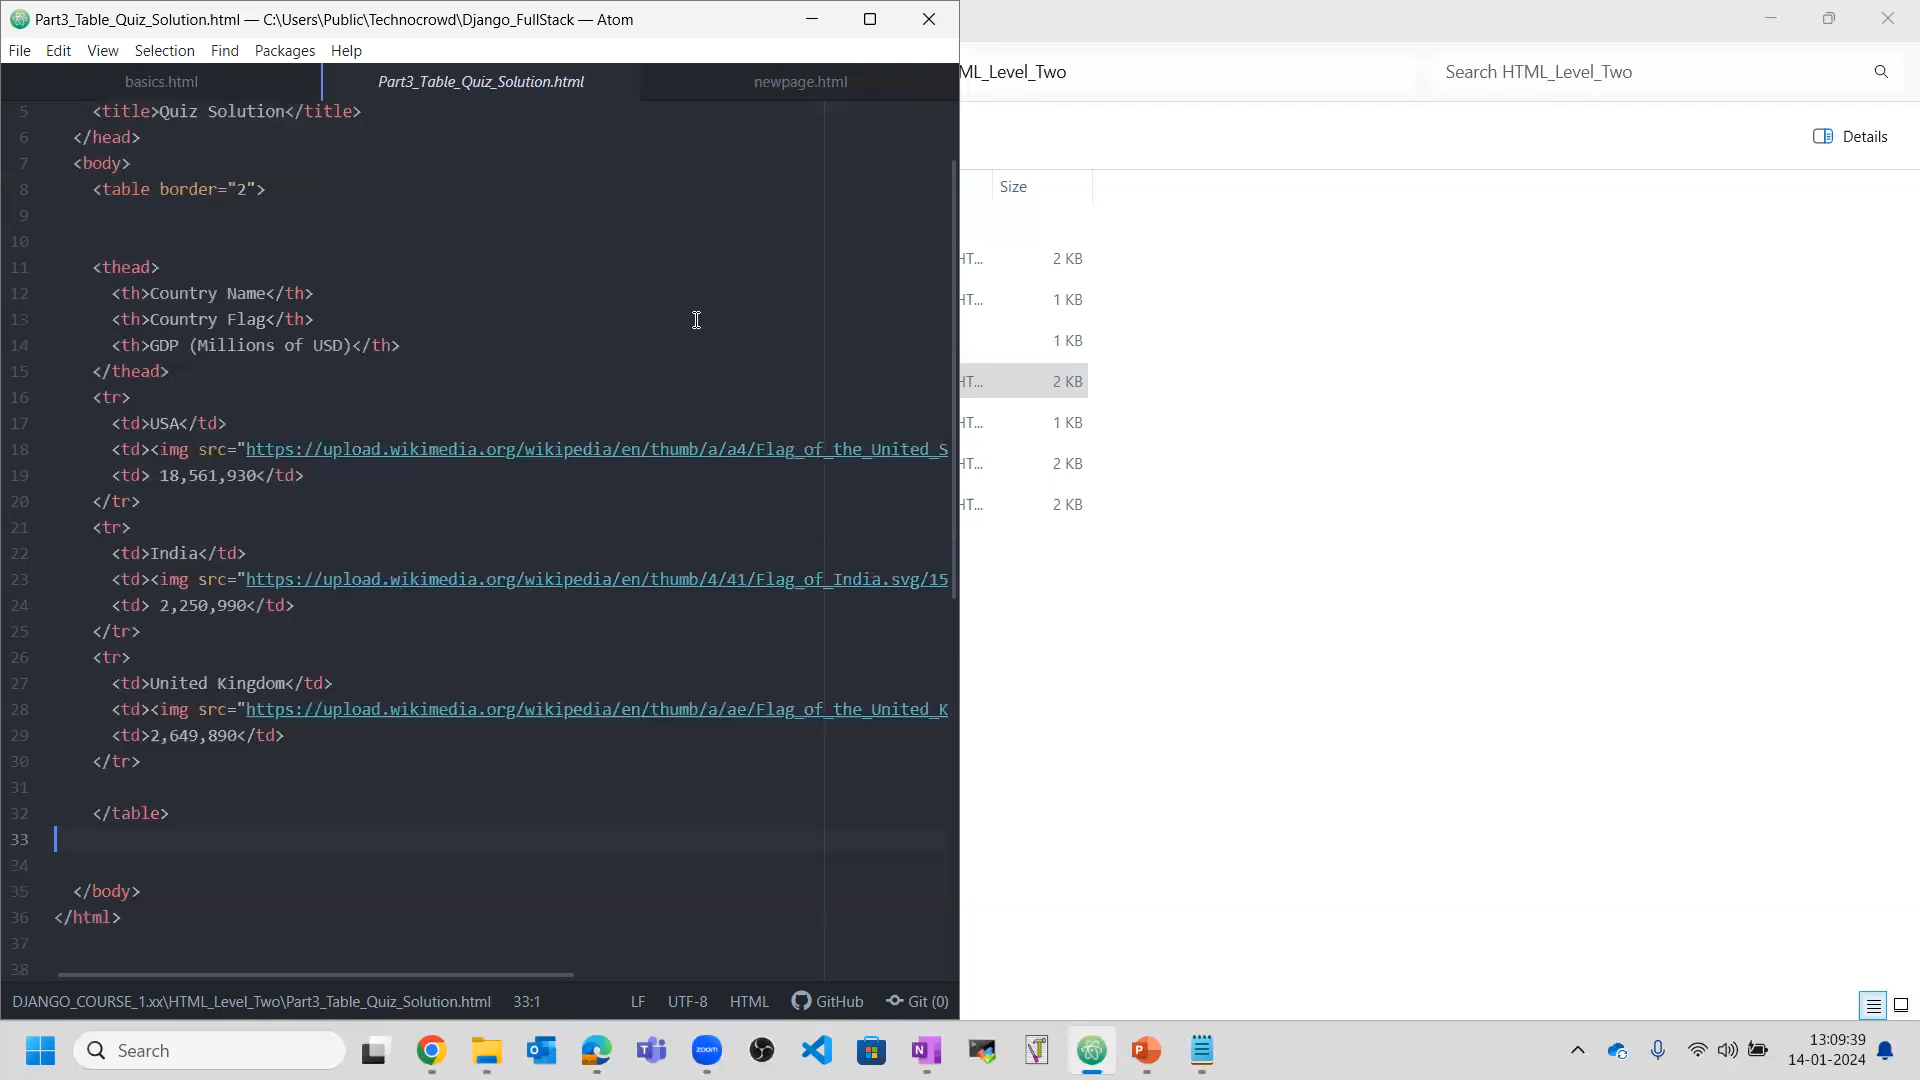 Part3_Table_Quiz_Solution.html — C:\Users\Public\Technocrowd\Django_FullStack — Atom
File Edit View Selection Find Packages Help
basics.html Part3_Table_Quiz_Solution.html newpage.html
5 <title>Quiz Solution</title>
6 </head>
7 <body>
8 <table border="2">
9
10
11 <thead>
12 <th>Country Name</th>
13 <th>Country Flag</th>
14 <th>GDP (Millions of USD)</th>
15 </thead>
16 <tr>
17 <td>USA</td>
18 <td><img src="https://upload.wikimedia.org/wikipedia/en/thumb/a/a4/Flag_of_the_United_S
19 <td> 18,561,930</td>
20 </tr>
21 <tr>
22 <td>India</td>
23 <td><img src="https://upload.wikimedia.org/wikipedia/en/thumb/4/41/Flag_of_India.svg/15
24 <td> 2,250,990</td>
25 </tr>
26 <tr>
27 <td>United Kingdom</td>
28 <td><img src="https://upload.wikimedia.org/wikipedia/en/thumb/a/ae/Flag_of_the_United_K
29 <td>2,649,890</td>
30 </tr>
31
32 </table>
33
34
35 </body>
36 </html>
37
38
DJANGO_COURSE_1.xx\HTML_Level_Two\Part3_Table_Quiz_Solution.html 33:1 LF UTF-8 HTML GitHub Git (0)
ML_Level_Two Search HTML_Level_Two
Details
Size
HT... 2 KB
HT... 1 KB
1 KB
HT... 2 KB
HT... 1 KB
HT... 2 KB
HT... 2 KB
Search
zoom
13:09:39
14-01-2024